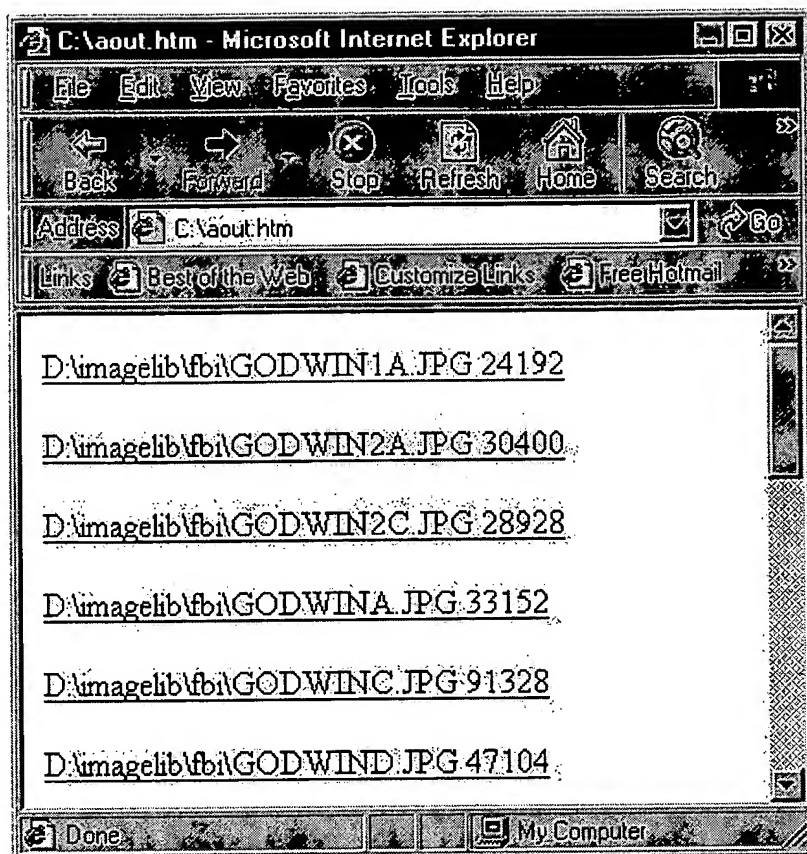 C:\aout.htm - Microsoft Internet Explorer
File Edit View Favorites Tools Help
Back Forward Stop Refresh Home Search
Address C:\aout.htm Go
Links Best of the Web Customize Links Free Hotmail
D:\imagelib\fbi\GODWIN1A.JPG 24192
D:\imagelib\fbi\GODWIN2A.JPG 30400
D:\imagelib\fbi\GODWIN2C.JPG 28928
D:\imagelib\fbi\GODWINA.JPG 33152
D:\imagelib\fbi\GODWINC.JPG 91328
D:\imagelib\fbi\GODWIND.JPG 47104
Done My Computer